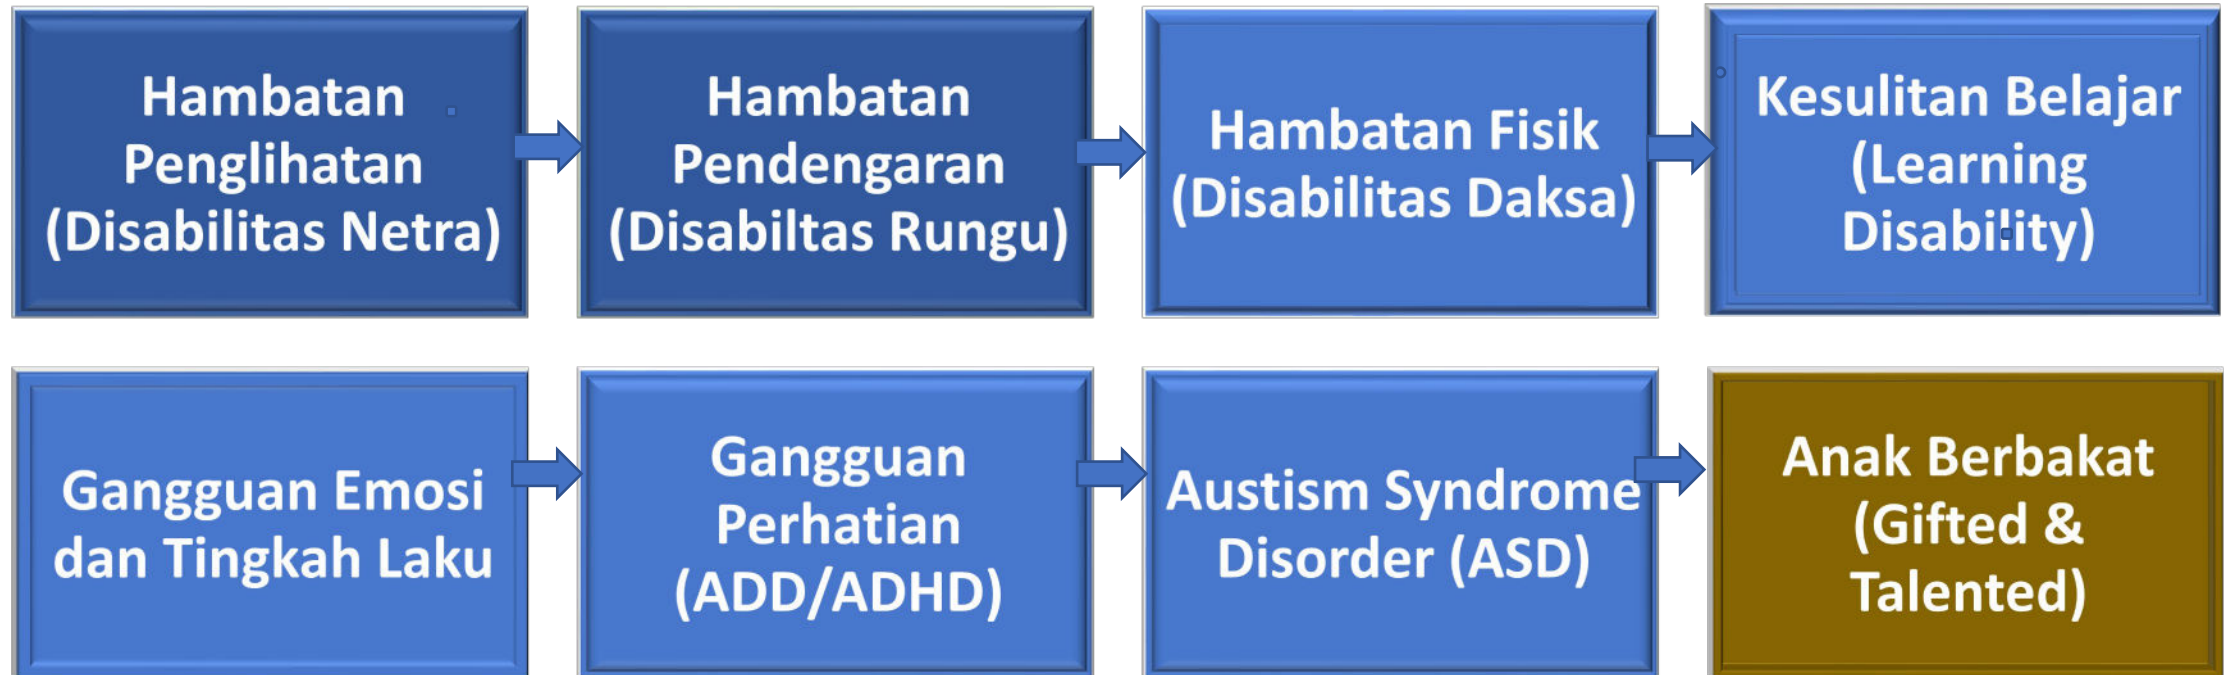 Hambatan
Penglihatan
(Disabilitas Netra)
Hambatan
Pendengaran
(Disabiltas Rungu)
Hambatan Fisik
(Disabilitas Daksa)
Kesulitan Belajar
(Learning
Disability)
Gangguan Emosi
dan Tingkah Laku
Gangguan
Perhatian
(ADD/ADHD)
Austism Syndrome
Disorder (ASD)
Anak Berbakat
(Gifted &
Talented)